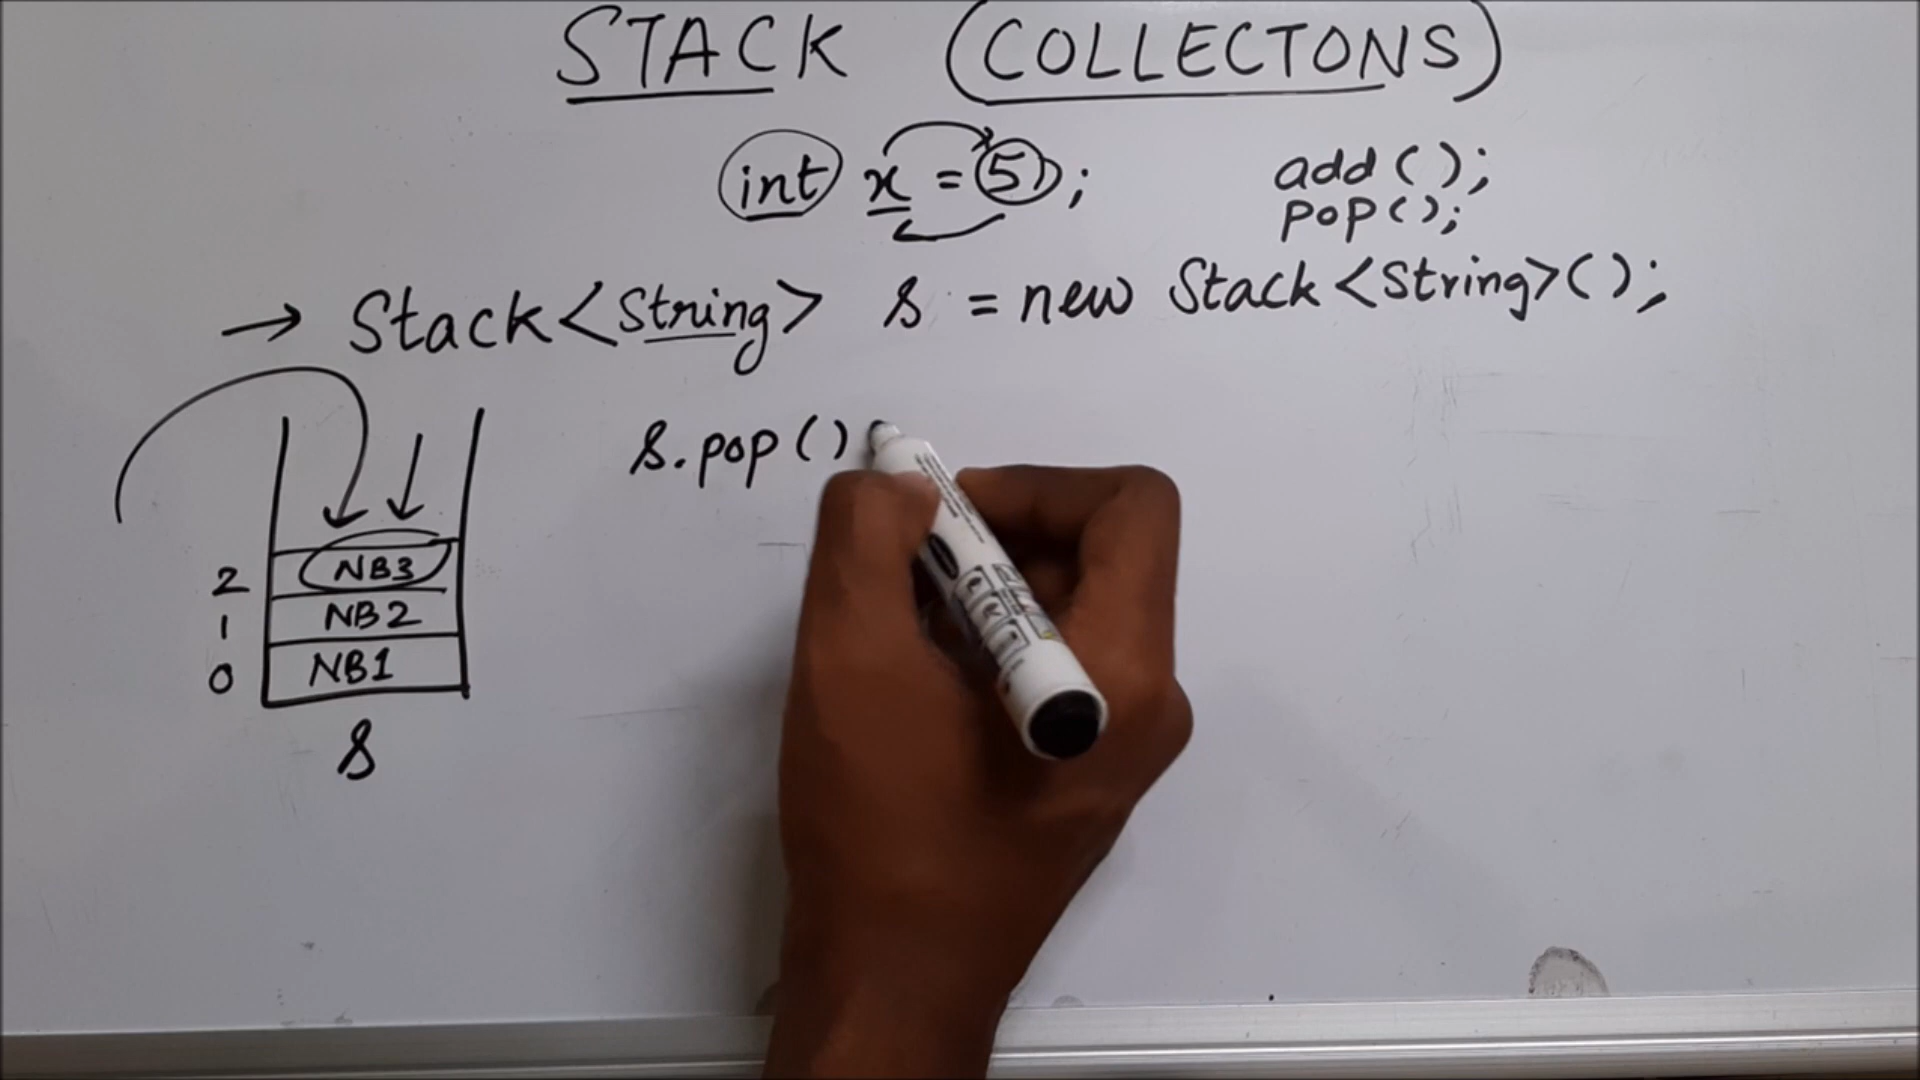 STACK (COLLECTONS)
int x = 5;
add();
pop();
→ Stack<String> s = new Stack<String>();
s.pop()
2 NB3
1 NB2
0 NB1
s